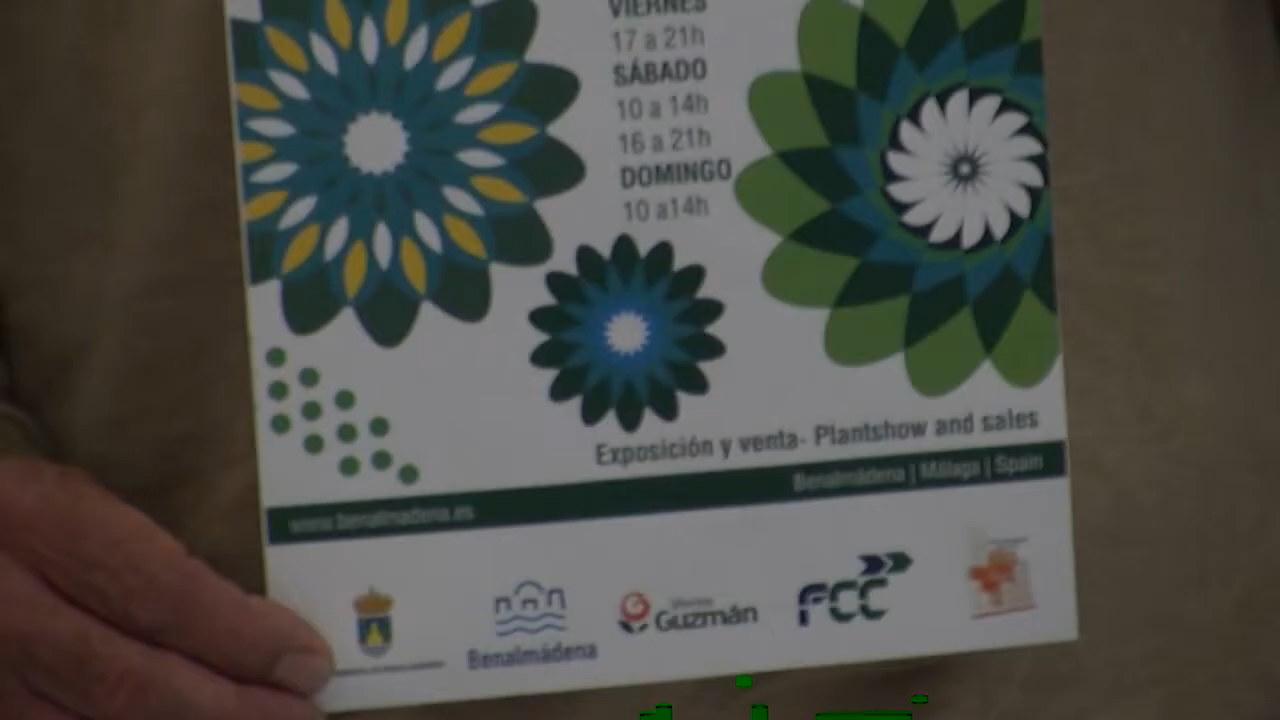 VIERNES
17 a 21h
SÁBADO
10 a 14h
16 a 21h
DOMINGO
10 a14h
Exposición y venta- Plantshow and sales
Benalmádena | Málaga | Spain
www.benalmadena.es
Benalmádena
Guzmán
FCC